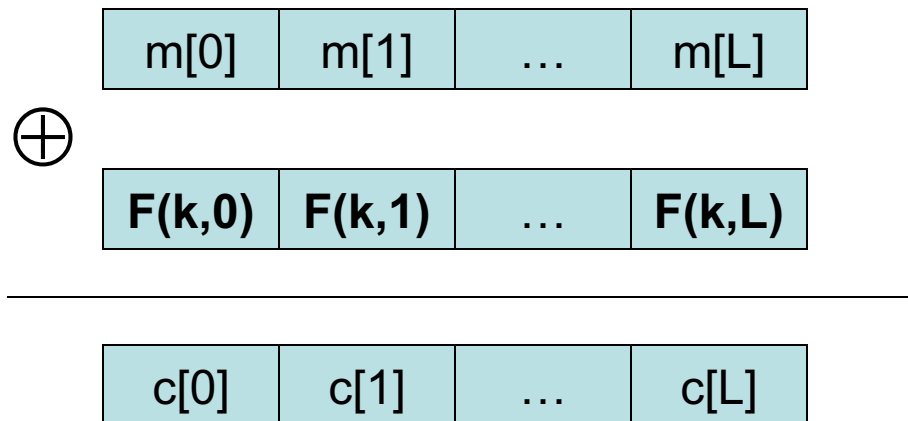 m[0] m[1] … m[L]
⊕
F(k,0) F(k,1) … F(k,L)
c[0] c[1] … c[L]